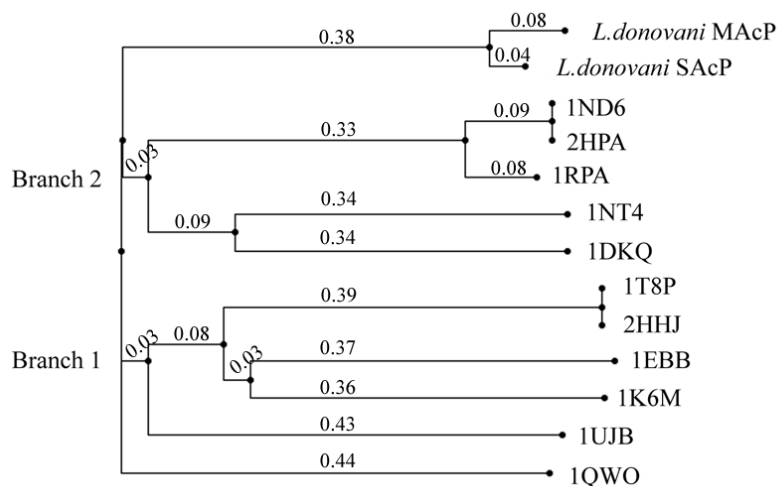 0.08
0.38
L.donovani MAcP
0.04
L.donovani SAcP
0.09
1ND6
0.33
2HPA
0.03
Branch 2
0.08
1RPA
0.34
1NT4
0.09
0.34
1DKQ
1T8P
0.39
2HHJ
0.08
0.03
Branch 1
0.03
0.37
1EBB
0.36
1K6M
0.43
1UJB
0.44
1QWO